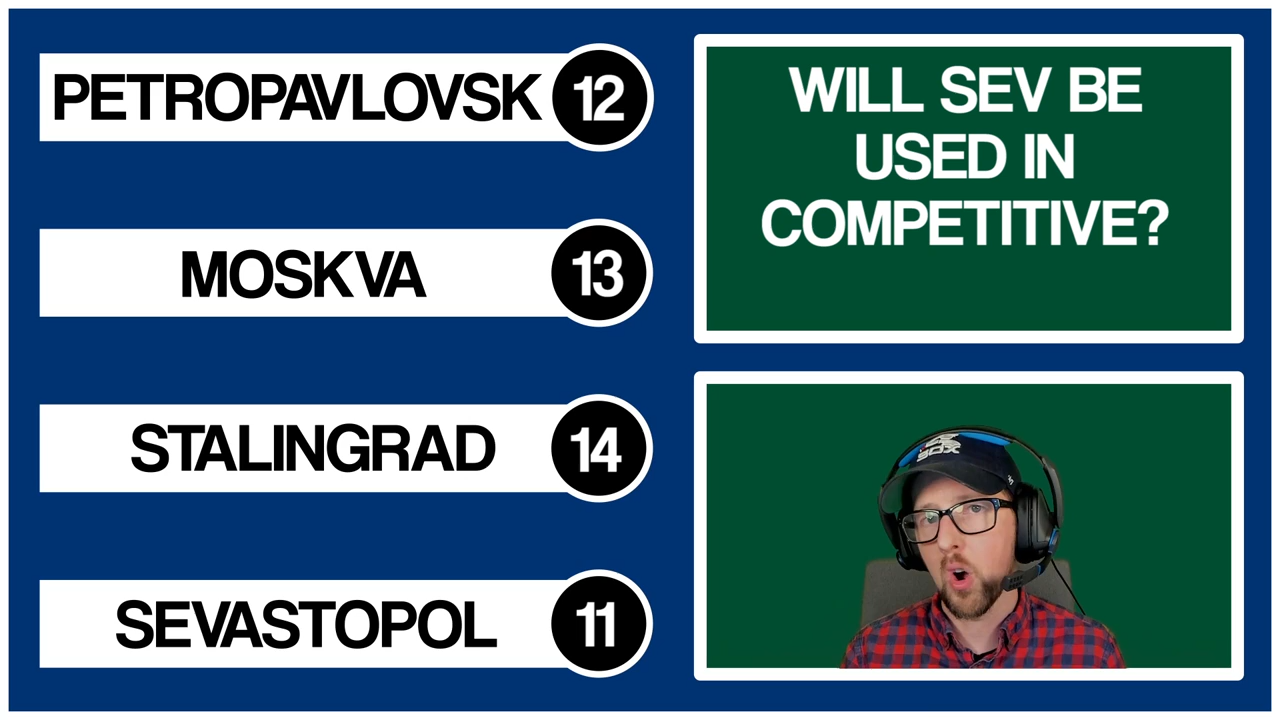 PETROPAVLOVSK 12
MOSKVA 13
STALINGRAD 14
SEVASTOPOL 11
WILL SEV BE
USED IN
COMPETITIVE?
SOX